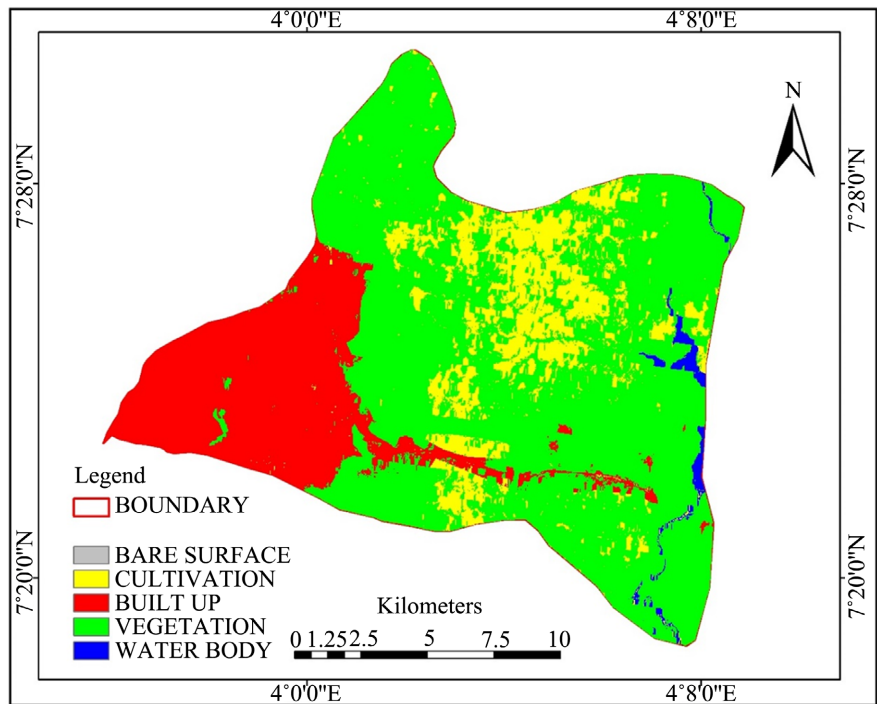 4°0'0"E 4°8'0"E
N
7°28'0"N 7°28'0"N
Legend
BOUNDARY
BARE SURFACE
CULTIVATION
BUILT UP
VEGETATION
WATER BODY
Kilometers
0 1.25 2.5 5 7.5 10
7°20'0"N 7°20'0"N
4°0'0"E 4°8'0"E